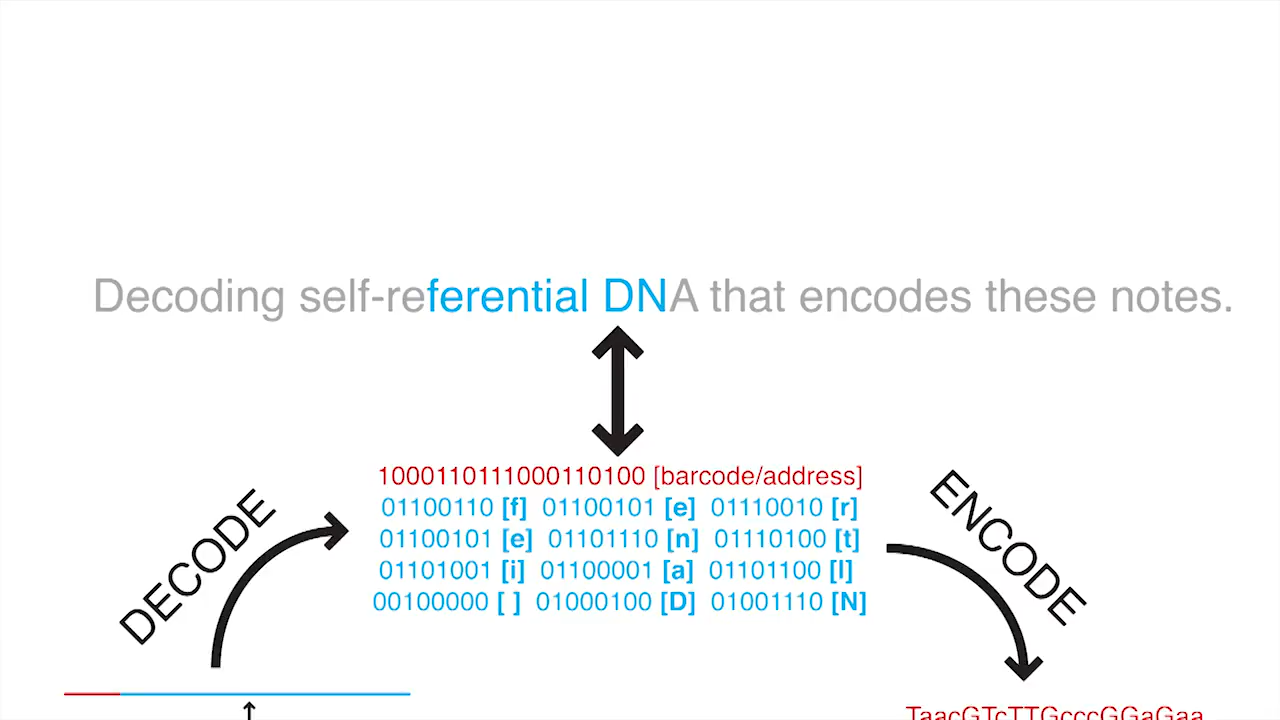 Decoding self-referential DNA that encodes these notes.
1000110111000110100 [barcode/address]
01100110 [f] 01100101 [e] 01110010 [r]
01100101 [e] 01101110 [n] 01110100 [t]
01101001 [i] 01100001 [a] 01101100 [l]
00100000 [ ] 01000100 [D] 01001110 [N]
DECODE
ENCODE
TaacGTcTTGcccGGaGaa